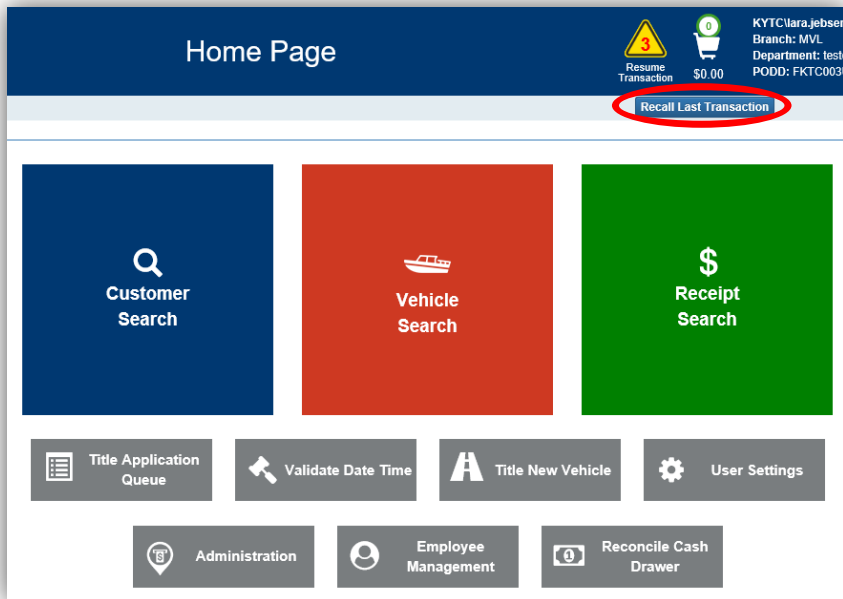 Home Page
3
Resume
Transaction
0
$0.00
KYTC\lara.jebsen
Branch: MVL
Department: test
PODD: FKTC003
Recall Last Transaction
Customer
Search
Vehicle
Search
$
Receipt
Search
Title Application
Queue
Validate Date Time
Title New Vehicle
User Settings
Administration
Employee
Management
1
Reconcile Cash
Drawer